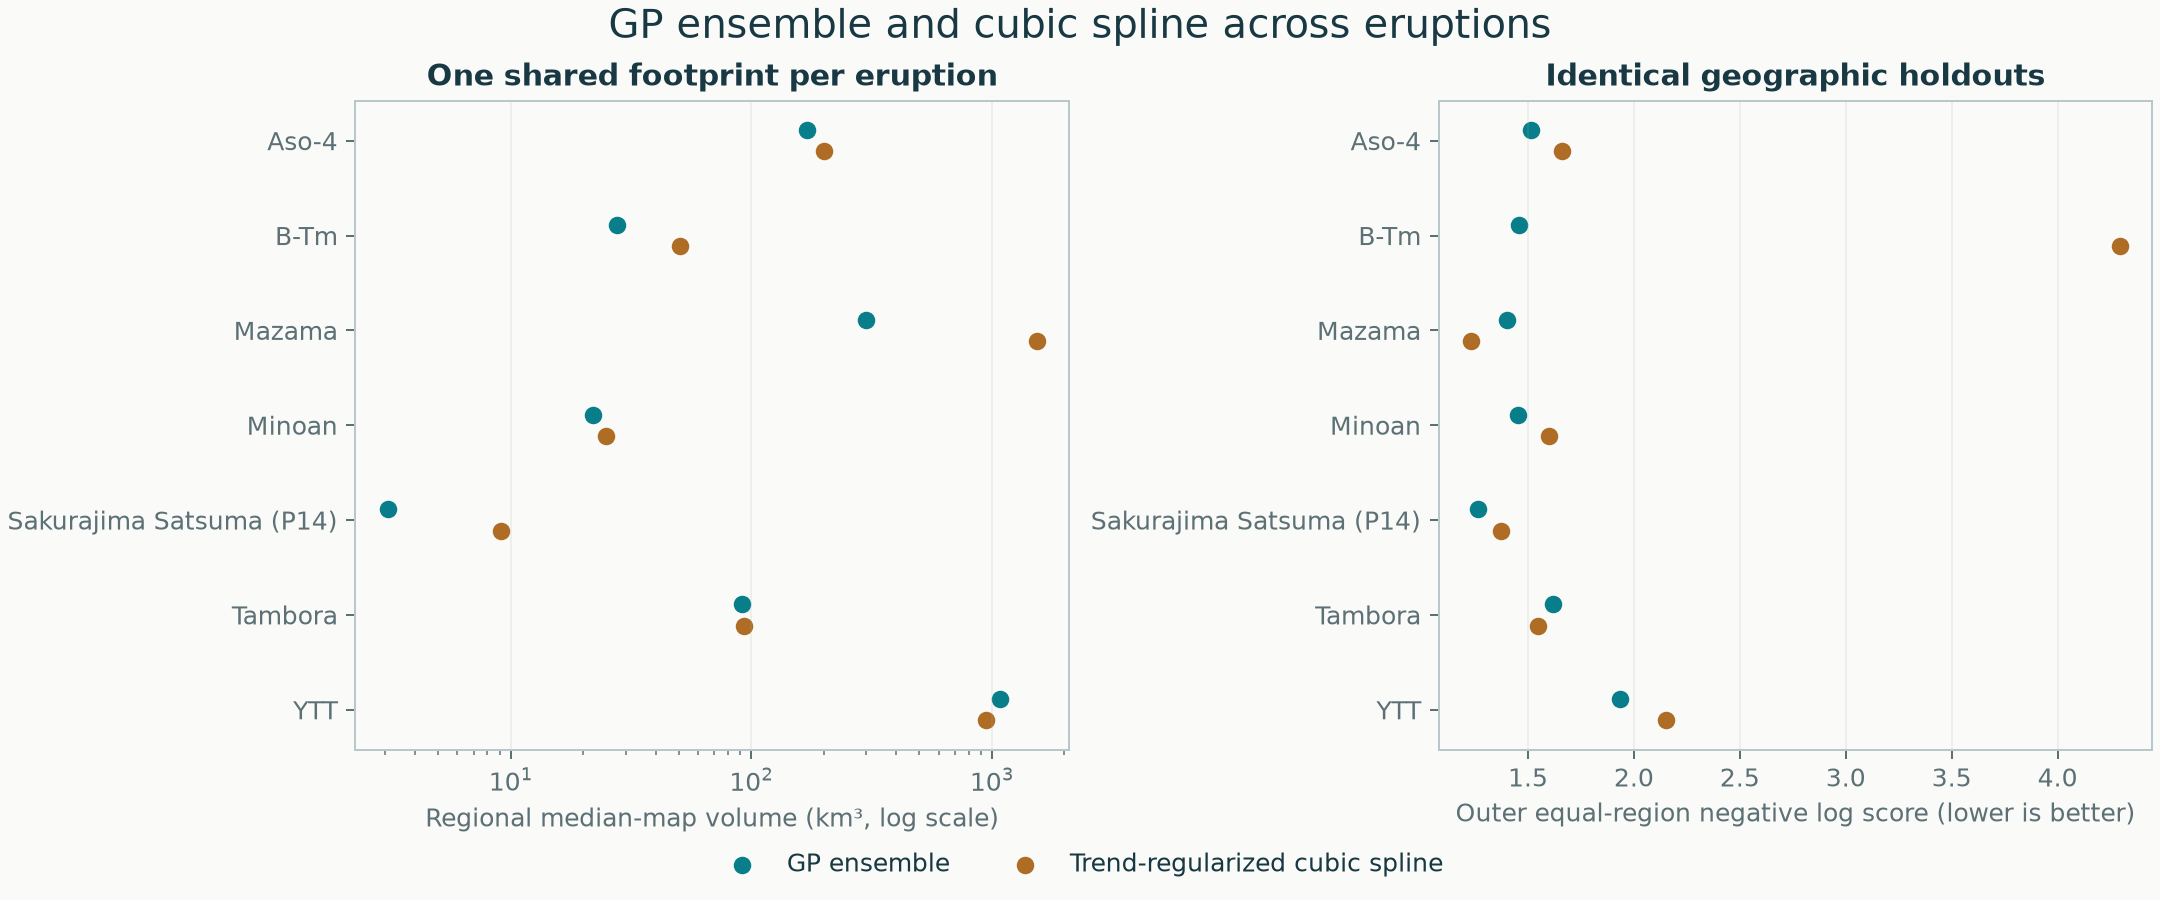 GP ensemble and cubic spline across eruptions
One shared footprint per eruption
Aso-4
B-Tm
Mazama
Minoan
Sakurajima Satsuma (P14)
Tambora
YTT
10¹ 10² 10³
Regional median-map volume (km³, log scale)
Identical geographic holdouts
Aso-4
B-Tm
Mazama
Minoan
Sakurajima Satsuma (P14)
Tambora
YTT
1.5 2.0 2.5 3.0 3.5 4.0
Outer equal-region negative log score (lower is better)
GP ensemble Trend-regularized cubic spline